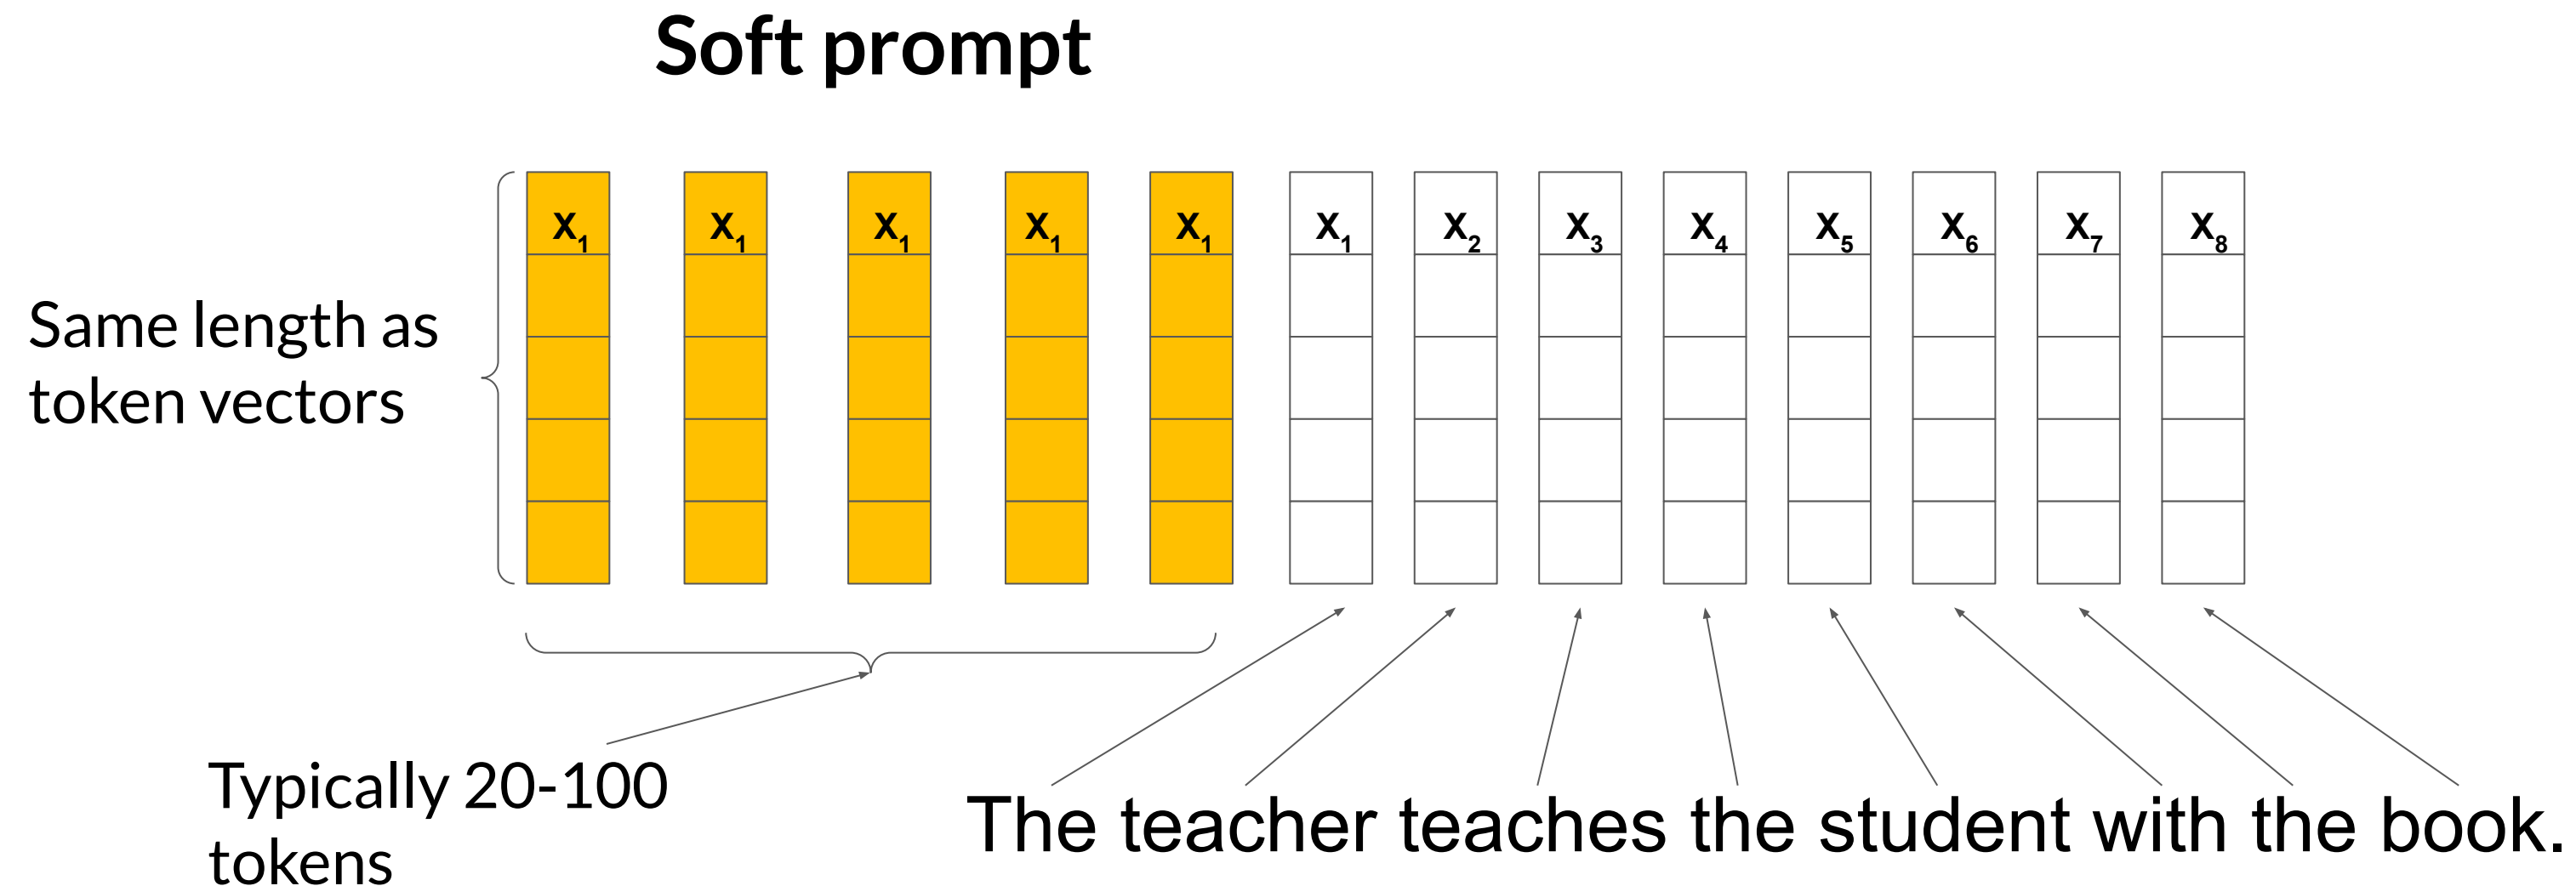 Soft prompt
x₁ x₁ x₁ x₁ x₁ x₁ x₂ x₃ x₄ x₅ x₆ x₇ x₈
Same length as
token vectors
Typically 20-100
tokens
The teacher teaches the student with the book.